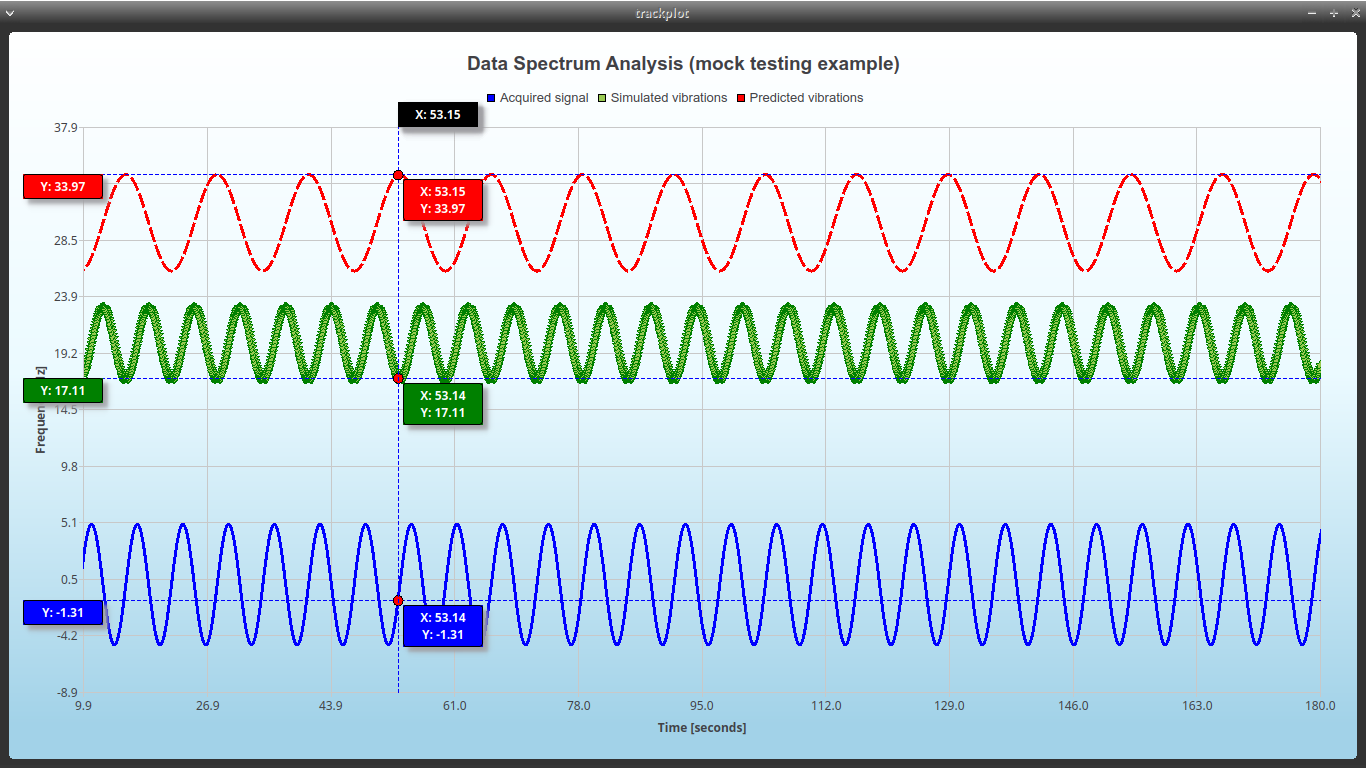 trackplot
Data Spectrum Analysis (mock testing example)
Acquired signal Simulated vibrations Predicted vibrations
X: 53.15
37.9
Y: 33.97
X: 53.15
Y: 33.97
28.5
23.9
19.2
Y: 17.11
X: 53.14
Y: 17.11
14.5
9.8
5.1
0.5
Y: -1.31
X: 53.14
Y: -1.31
-4.2
-8.9
9.9 26.9 43.9 61.0 78.0 95.0 112.0 129.0 146.0 163.0 180.0
Time [seconds]